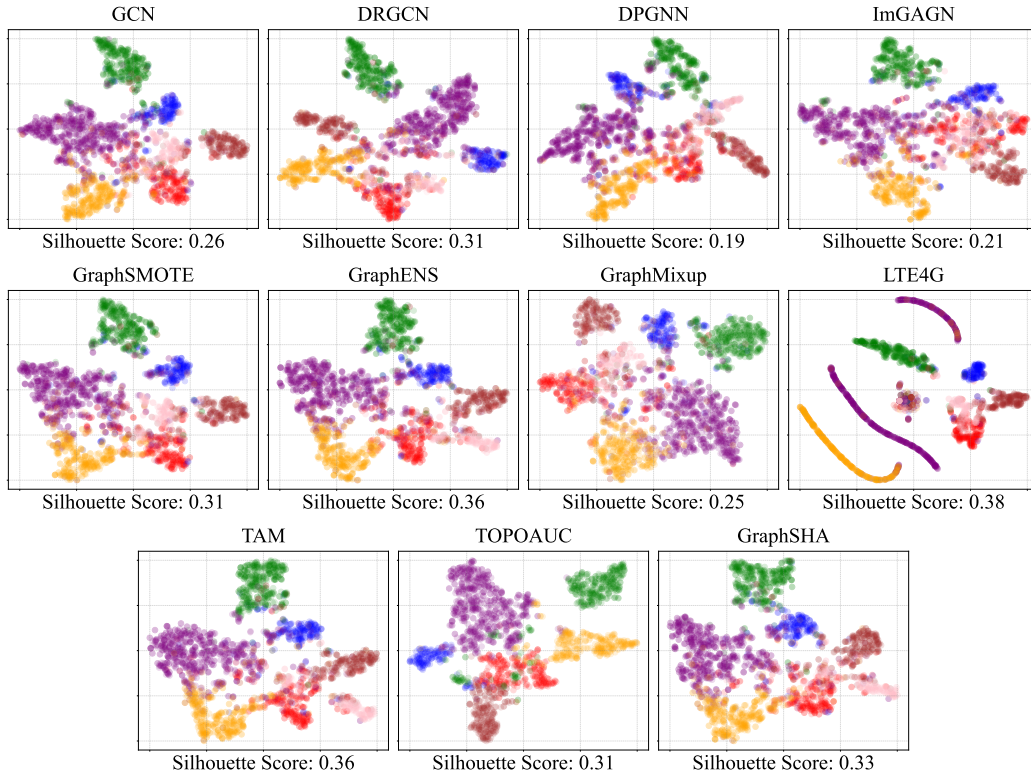 GCN DRGCN DPGNN ImGAGN
Silhouette Score: 0.26 Silhouette Score: 0.31 Silhouette Score: 0.19 Silhouette Score: 0.21
GraphSMOTE GraphENS GraphMixup LTE4G
Silhouette Score: 0.31 Silhouette Score: 0.36 Silhouette Score: 0.25 Silhouette Score: 0.38
TAM TOPOAUC GraphSHA
Silhouette Score: 0.36 Silhouette Score: 0.31 Silhouette Score: 0.33